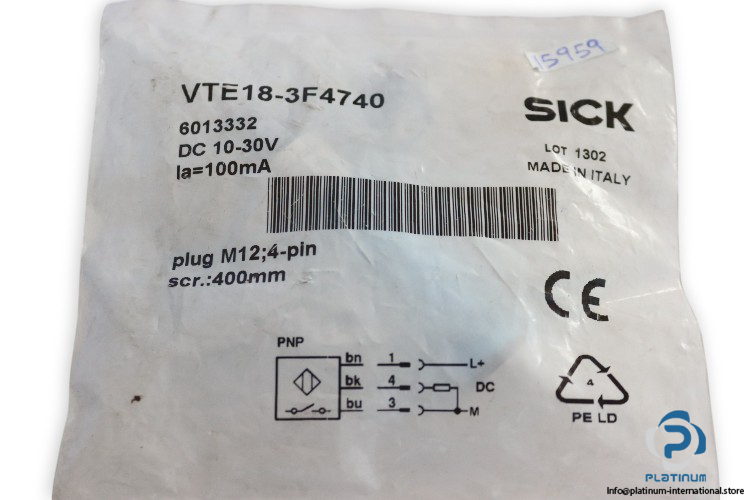 15959
VTE18-3F4740
SICK
6013332
DC 10-30V
Ia=100mA
LOT 1302
MADE IN ITALY
plug M12;4-pin
scr.:400mm
CE
PNP
bn 1 L+
bk 4 DC
bu 3 M
4
PE LD
PLATINUM
Info@platinum-international.store